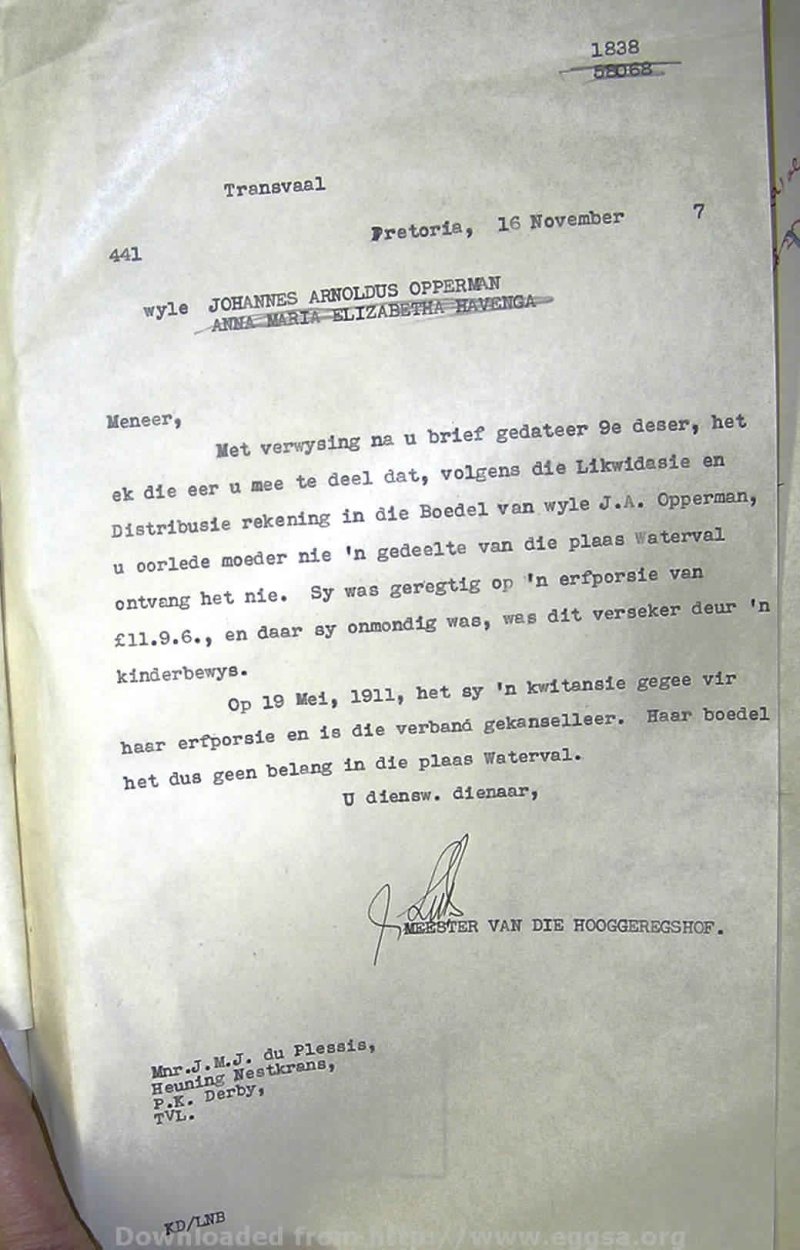 1838
58068
Transvaal
Pretoria, 16 November 7
441
wyle JOHANNES ARNOLDUS OPPERMAN
ANNA MARIA ELIZABETHA HAVENGA
Meneer,
Met verwysing na u brief gedateer 9e deser, het
ek die eer u mee te deel dat, volgens die Likwidasie en
Distribusie rekening in die Boedel van wyle J.A. Opperman,
u oorlede moeder nie 'n gedeelte van die plaas Waterval
ontvang het nie. Sy was geregtig op 'n erfporsie van
£11.9.6., en daar sy onmondig was, was dit verseker deur 'n
kinderbewys.
Op 19 Mei, 1911, het sy 'n kwitansie gegee vir
haar erfporsie en is die verband gekanselleer. Haar boedel
het dus geen belang in die plaas Waterval.
U diensw. dienaar,
MEESTER VAN DIE HOOGGEREGSHOF.
Mnr.J.M.J. du Plessis,
Heuning Nestkrans,
P.K. Derby,
TVL.
KD/LNB
Downloaded from http://www.eggsa.org